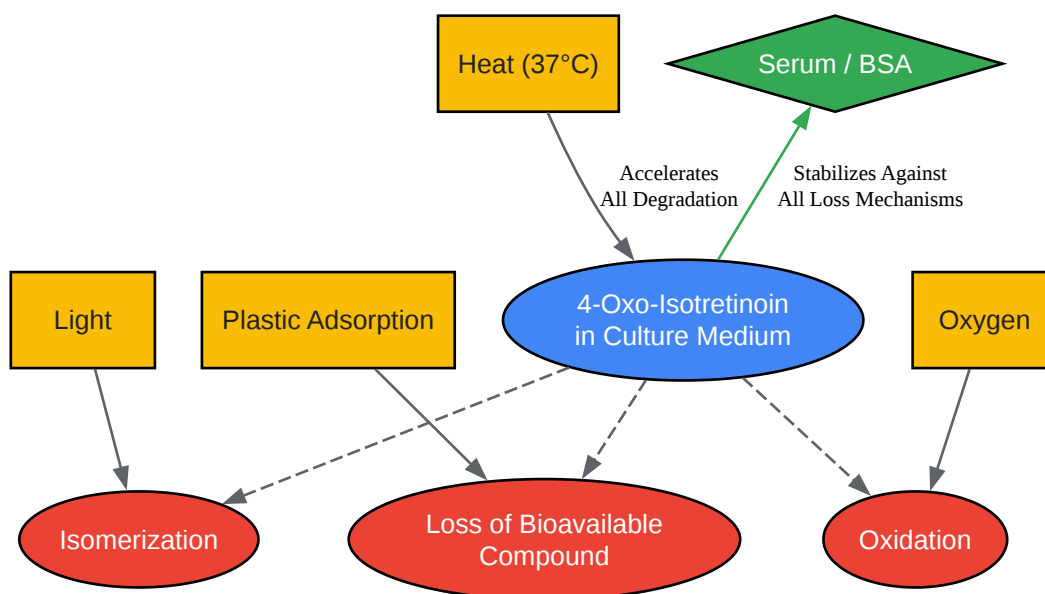 Heat (37°C)
Serum / BSA
Accelerates
All Degradation
Stabilizes Against
All Loss Mechanisms
Light
Plastic Adsorption
4-Oxo-Isotretinoin
in Culture Medium
Oxygen
Isomerization
Loss of Bioavailable
Compound
Oxidation